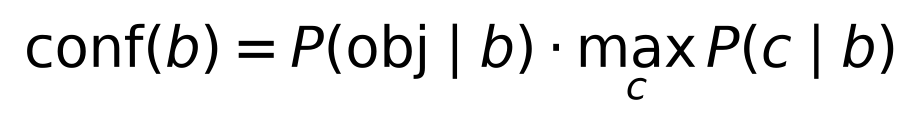 conf(b) = P(obj | b) · max_c P(c | b)